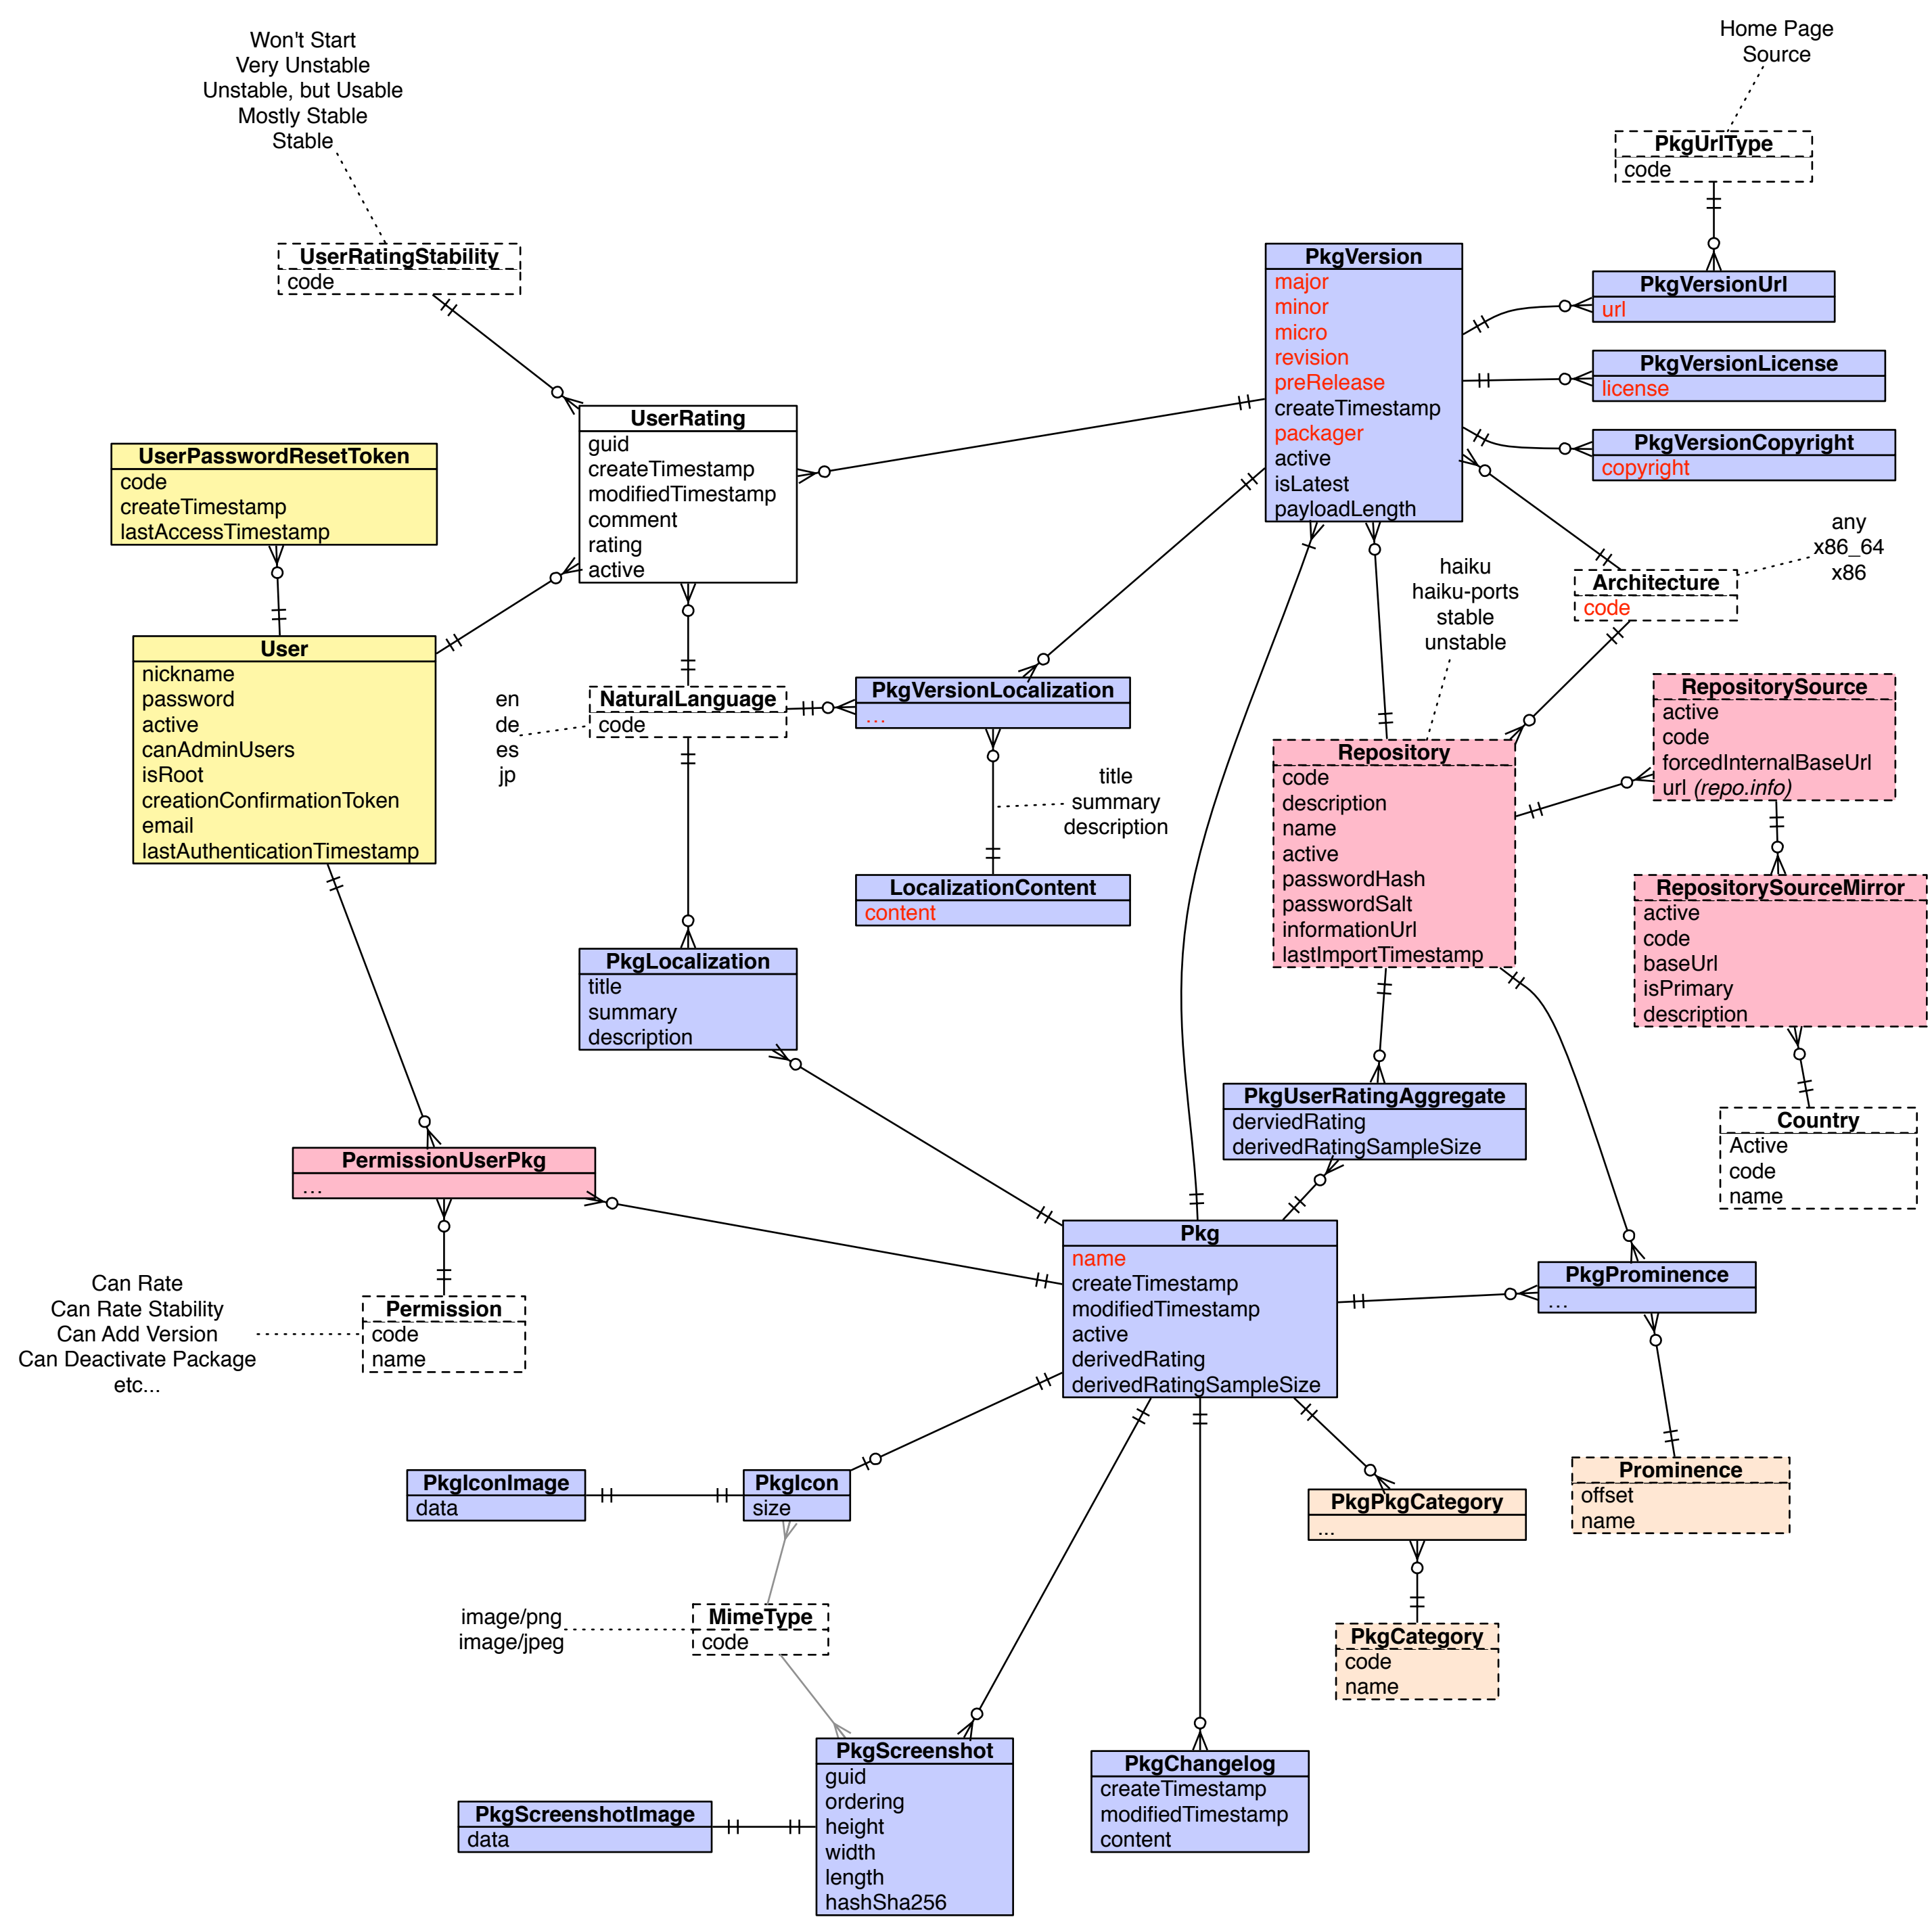 Won't Start
Very Unstable
Unstable, but Usable
Mostly Stable
Stable
Home Page
Source
PkgUrlType
code
UserRatingStability
code
PkgVersion
major
minor
micro
revision
preRelease
createTimestamp
packager
active
isLatest
payloadLength
PkgVersionUrl
url
PkgVersionLicense
license
PkgVersionCopyright
copyright
UserRating
guid
createTimestamp
modifiedTimestamp
comment
rating
active
UserPasswordResetToken
code
createTimestamp
lastAccessTimestamp
any
x86_64
x86
Architecture
code
haiku
haiku-ports
stable
unstable
User
nickname
password
active
canAdminUsers
isRoot
creationConfirmationToken
email
lastAuthenticationTimestamp
en
de
es
jp
NaturalLanguage
code
PkgVersionLocalization
...
title
summary
description
LocalizationContent
content
Repository
code
description
name
active
passwordHash
passwordSalt
informationUrl
lastImportTimestamp
RepositorySource
active
code
forcedInternalBaseUrl
url (repo.info)
RepositorySourceMirror
active
code
baseUrl
isPrimary
description
Country
Active
code
name
PkgLocalization
title
summary
description
PkgUserRatingAggregate
derviedRating
derivedRatingSampleSize
PermissionUserPkg
...
Can Rate
Can Rate Stability
Can Add Version
Can Deactivate Package
etc...
Permission
code
name
Pkg
name
createTimestamp
modifiedTimestamp
active
derivedRating
derivedRatingSampleSize
PkgProminence
...
Prominence
offset
name
PkgIconImage
data
PkgIcon
size
PkgPkgCategory
...
PkgCategory
code
name
image/png
image/jpeg
MimeType
code
PkgScreenshot
guid
ordering
height
width
length
hashSha256
PkgScreenshotImage
data
PkgChangelog
createTimestamp
modifiedTimestamp
content